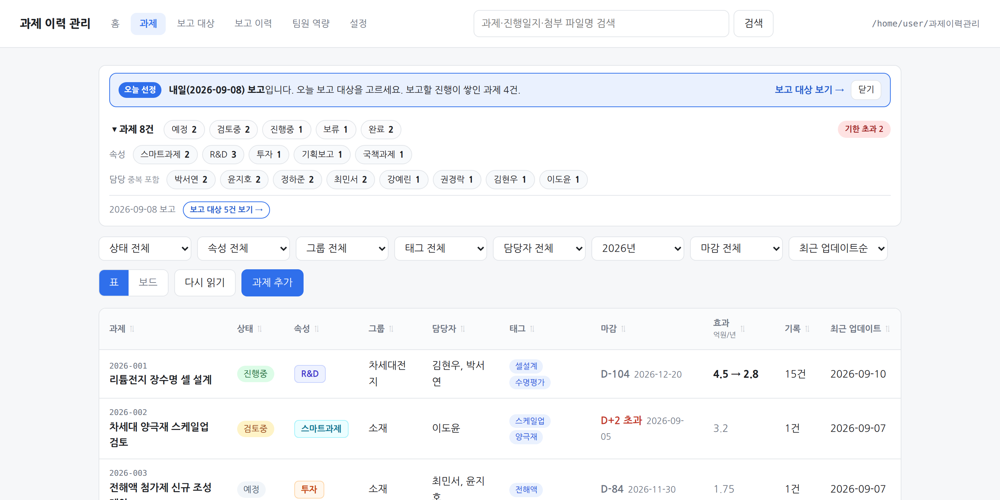 과제 이력 관리 홈 과제 보고 대상 보고 이력 팀원 역량 설정 과제·진행일지·첨부 파일명 검색 검색 /home/user/과제이력관리
오늘 선정 내일(2026-09-08) 보고입니다. 오늘 보고 대상을 고르세요. 보고할 진행이 쌓인 과제 4건. 보고 대상 보기 → 닫기
▾ 과제 8건 예정 2 검토중 2 진행중 1 보류 1 완료 2 기한 초과 2
속성 스마트과제 2 R&D 3 투자 1 기획보고 1 국책과제 1
담당 중복 포함 박서연 2 윤지호 2 정하준 2 최민서 2 강예린 1 권경락 1 김현우 1 이도윤 1
2026-09-08 보고 보고 대상 5건 보기 →
상태 전체 속성 전체 그룹 전체 태그 전체 담당자 전체 2026년 마감 전체 최근 업데이트순
표 보드 다시 읽기 과제 추가
과제 상태 속성 그룹 담당자 태그 마감 효과 억원/년 기록 최근 업데이트
2026-001
리튬전지 장수명 셀 설계
진행중
R&D
차세대전
지
김현우, 박서
연
셀설계
수명평가
D-104 2026-12-20
4.5 → 2.8
15건
2026-09-10
2026-002
차세대 양극재 스케일업
검토
검토중
스마트과제
소재
이도윤
스케일업
양극재
D+2 초과 2026-09-
05
3.2
1건
2026-09-07
2026-003
전해액 첨가제 신규 조성
예정
투자
소재
최민서, 윤지
호
전해액
D-84 2026-11-30
1.75
1건
2026-09-07